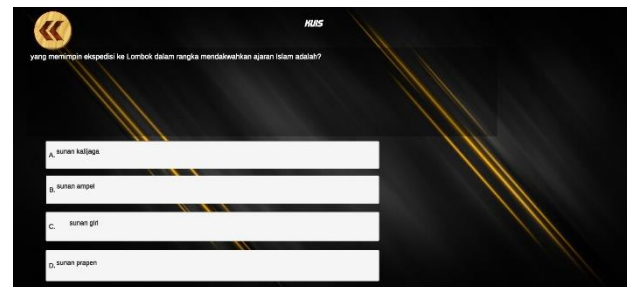 KUIS
yang memimpin ekspedisi ke Lombok dalam rangka mendakwahkan ajaran Islam adalah?
A. sunan kalijaga
B. sunan ampel
C. sunan giri
D. sunan prapen